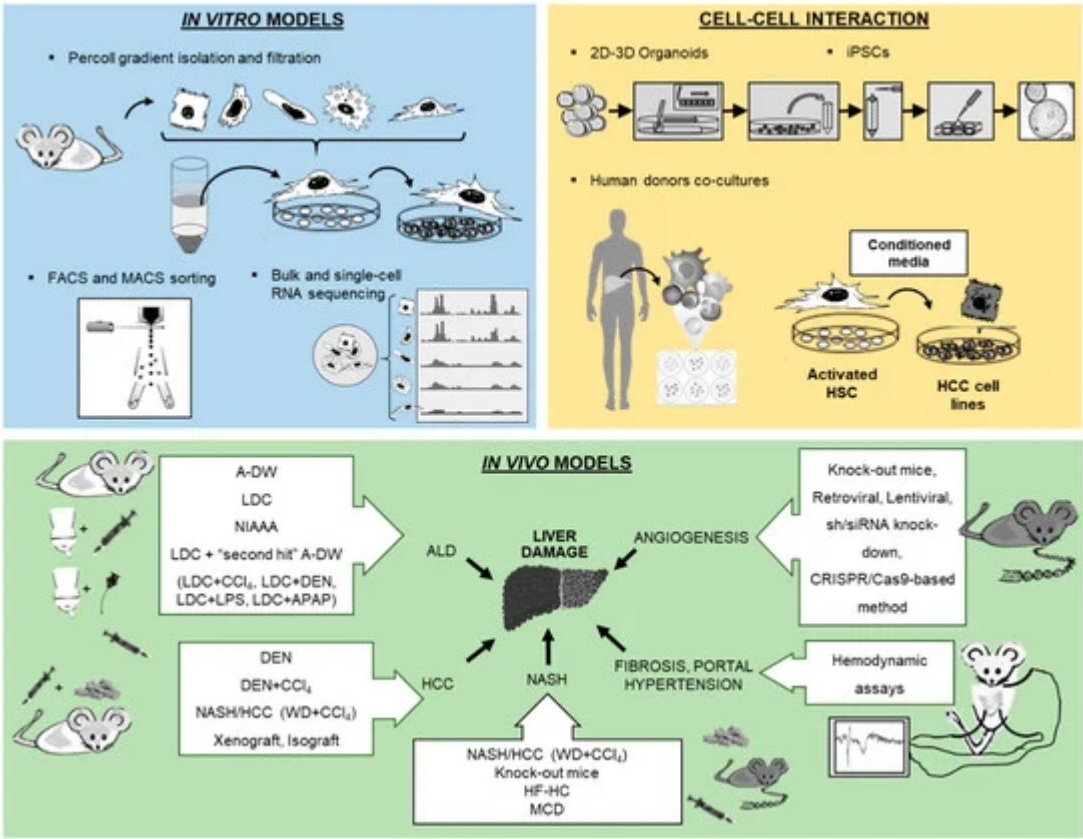 IN VITRO MODELS
▪ Percoll gradient isolation and filtration
▪ FACS and MACS sorting
▪ Bulk and single-cell
RNA sequencing
CELL-CELL INTERACTION
▪ 2D-3D Organoids
▪ iPSCs
▪ Human donors co-cultures
Conditioned
media
Activated
HSC
HCC cell
lines
IN VIVO MODELS
A-DW
LDC
NIAAA
LDC + "second hit" A-DW
(LDC+CCl₄, LDC+DEN,
LDC+LPS, LDC+APAP)
ALD
LIVER
DAMAGE
ANGIOGENESIS
Knock-out mice,
Retroviral, Lentiviral,
sh/siRNA knock-
down,
CRISPR/Cas9-based
method
DEN
DEN+CCl₄
NASH/HCC (WD+CCl₄)
Xenograft, Isograft
HCC
NASH
FIBROSIS, PORTAL
HYPERTENSION
Hemodynamic
assays
NASH/HCC (WD+CCl₄)
Knock-out mice
HF-HC
MCD
+
+
+